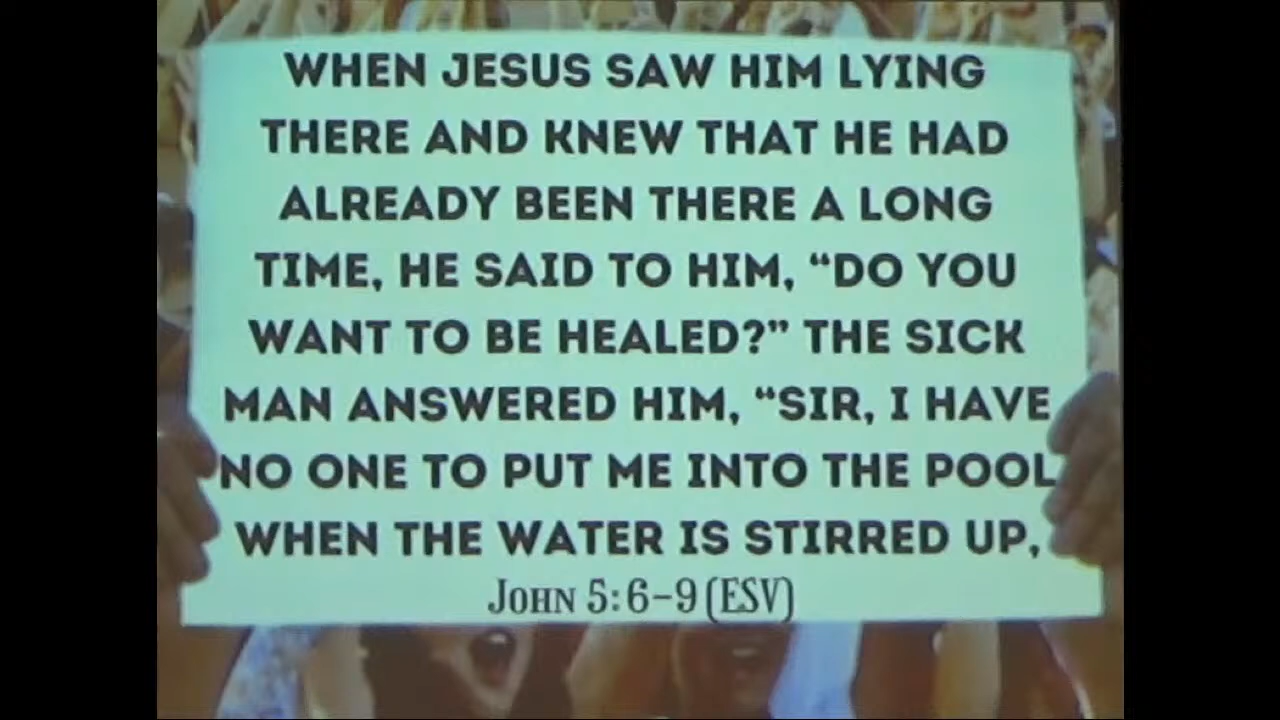 WHEN JESUS SAW HIM LYING
THERE AND KNEW THAT HE HAD
ALREADY BEEN THERE A LONG
TIME, HE SAID TO HIM, “DO YOU
WANT TO BE HEALED?” THE SICK
MAN ANSWERED HIM, “SIR, I HAVE
NO ONE TO PUT ME INTO THE POOL
WHEN THE WATER IS STIRRED UP,
JOHN 5:6–9 (ESV)